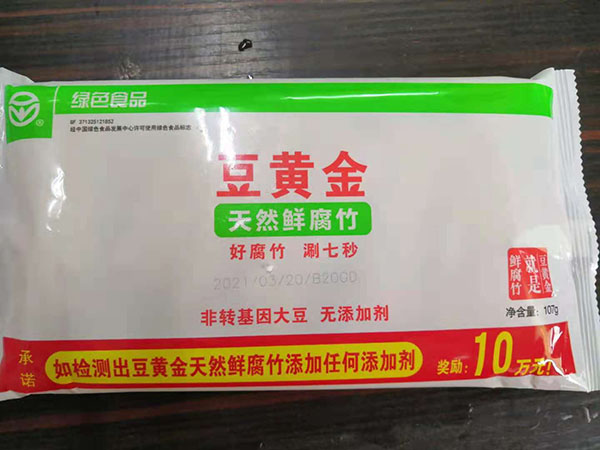 绿色食品
®
GF 371325121852
经中国绿色食品发展中心许可使用绿色食品标志
豆黄金
天然鲜腐竹
好腐竹 涮七秒
2021/03/20/B2000
豆黄金
就是
鲜腐竹
非转基因大豆 无添加剂
净含量：107g
承诺
如检测出豆黄金天然鲜腐竹添加任何添加剂
奖励：10万元！